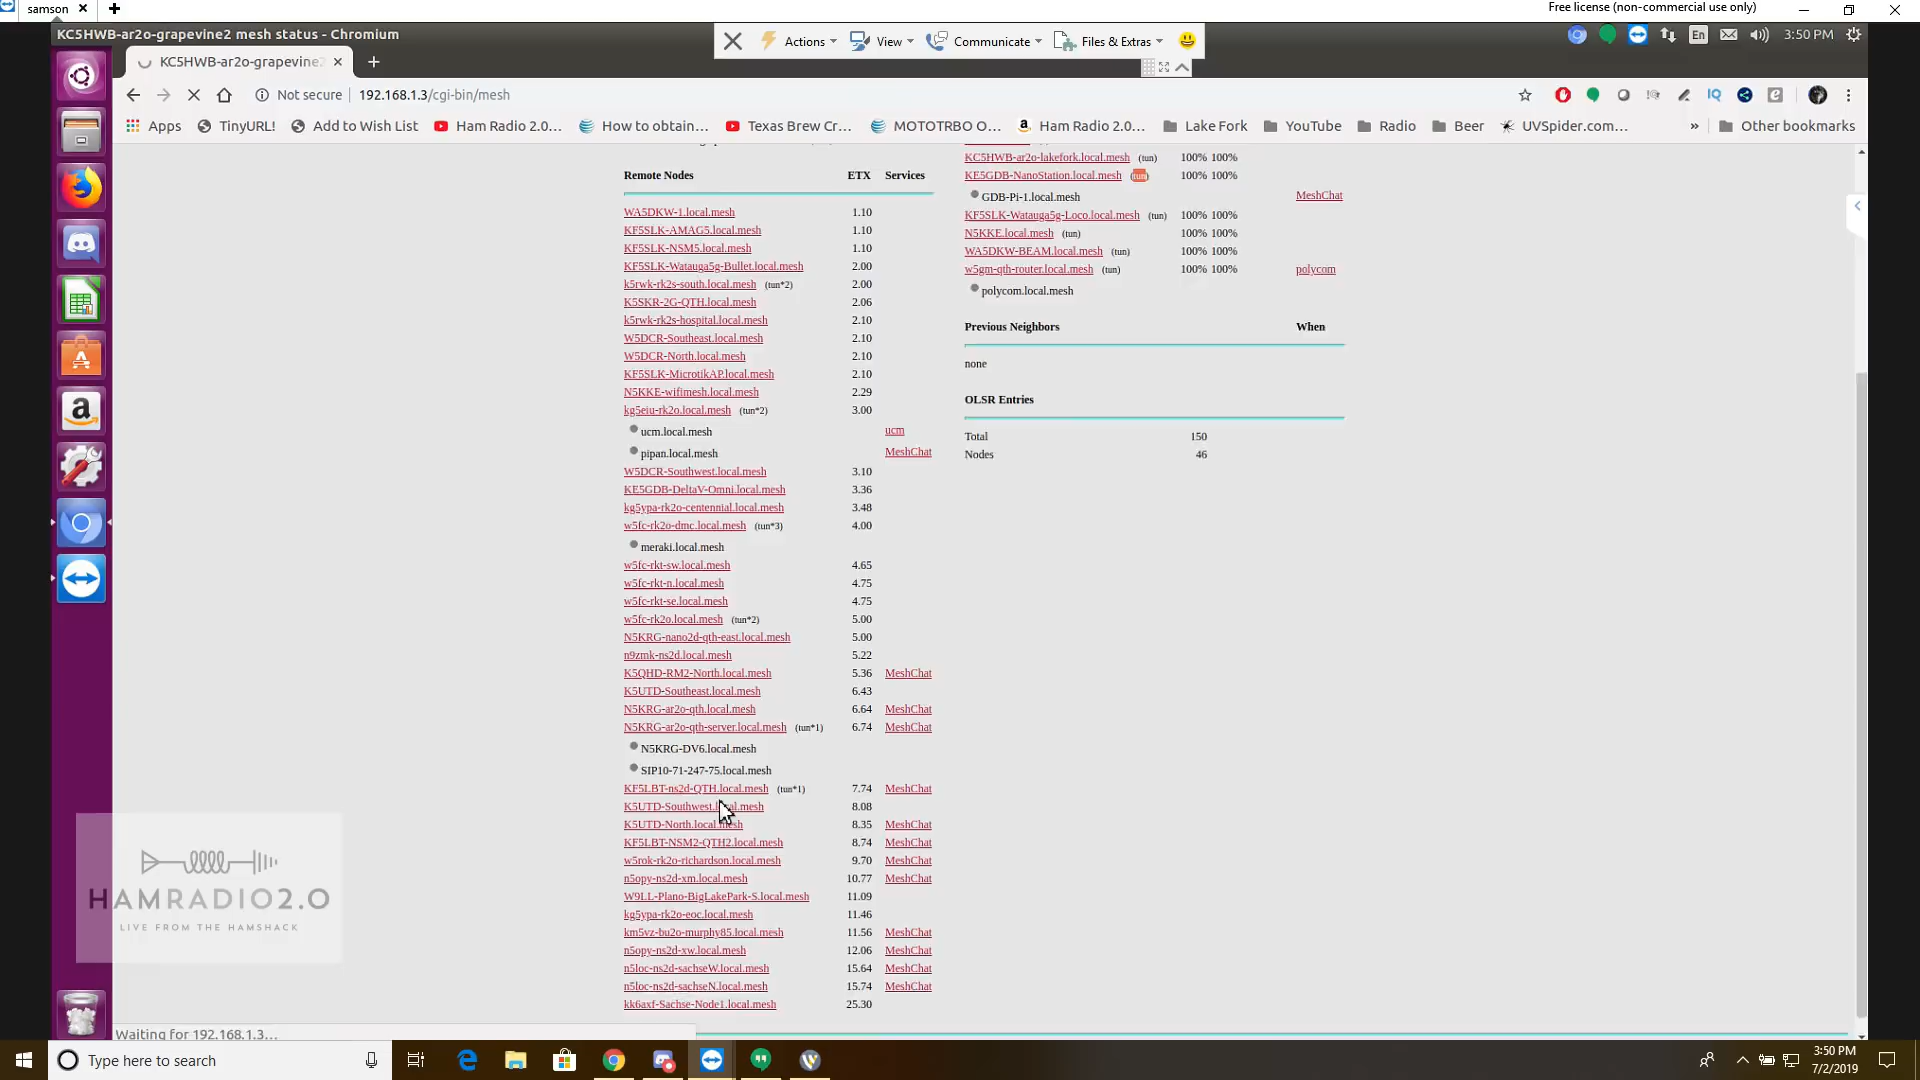 samson
Free license (non-commercial use only)
KC5HWB-ar2o-grapevine2 mesh status - Chromium
Actions
View
Communicate
Files & Extras
En
3:50 PM
KC5HWB-ar2o-grapevine2
Not secure
192.168.1.3/cgi-bin/mesh
Apps
TinyURL!
Add to Wish List
Ham Radio 2.0...
How to obtain...
Texas Brew Cr...
MOTOTRBO O...
Ham Radio 2.0...
Lake Fork
YouTube
Radio
Beer
UVSpider.com...
»
Other bookmarks
Remote Nodes ETX Services
WA5DKW-1.local.mesh 1.10
KF5SLK-AMAG5.local.mesh 1.10
KF5SLK-NSM5.local.mesh 1.10
KF5SLK-Watauga5g-Bullet.local.mesh 2.00
k5rwk-rk2s-south.local.mesh (tun*2) 2.00
K5SKR-2G-QTH.local.mesh 2.06
k5rwk-rk2s-hospital.local.mesh 2.10
W5DCR-Southeast.local.mesh 2.10
W5DCR-North.local.mesh 2.10
KF5SLK-MicrotikAP.local.mesh 2.10
N5KKE-wifimesh.local.mesh 2.29
kg5eiu-rk2o.local.mesh (tun*2) 3.00
ucm.local.mesh ucm
pipan.local.mesh MeshChat
W5DCR-Southwest.local.mesh 3.10
KE5GDB-DeltaV-Omni.local.mesh 3.36
kg5ypa-rk2o-centennial.local.mesh 3.48
w5fc-rk2o-dmc.local.mesh (tun*3) 4.00
meraki.local.mesh
w5fc-rkt-sw.local.mesh 4.65
w5fc-rkt-n.local.mesh 4.75
w5fc-rkt-se.local.mesh 4.75
w5fc-rk2o.local.mesh (tun*2) 5.00
N5KRG-nano2d-qth-east.local.mesh 5.00
n9zmk-ns2d.local.mesh 5.22
K5QHD-RM2-North.local.mesh 5.36 MeshChat
K5UTD-Southeast.local.mesh 6.43
N5KRG-ar2o-qth.local.mesh 6.64 MeshChat
N5KRG-ar2o-qth-server.local.mesh (tun*1) 6.74 MeshChat
N5KRG-DV6.local.mesh
SIP10-71-247-75.local.mesh
KF5LBT-ns2d-QTH.local.mesh (tun*1) 7.74 MeshChat
K5UTD-Southwest.local.mesh 8.08
K5UTD-North.local.mesh 8.35 MeshChat
KF5LBT-NSM2-QTH2.local.mesh 8.74 MeshChat
w5rok-rk2o-richardson.local.mesh 9.70 MeshChat
n5opy-ns2d-xm.local.mesh 10.77 MeshChat
W9LL-Plano-BigLakePark-S.local.mesh 11.09
kg5ypa-rk2o-eoc.local.mesh 11.46
km5vz-bu2o-murphy85.local.mesh 11.56 MeshChat
n5opy-ns2d-xw.local.mesh 12.06 MeshChat
n5loc-ns2d-sachseW.local.mesh 15.64 MeshChat
n5loc-ns2d-sachseN.local.mesh 15.74 MeshChat
kk6axf-Sachse-Node1.local.mesh 25.30
KC5HWB-ar2o-lakefork.local.mesh (tun) 100% 100%
KE5GDB-NanoStation.local.mesh (tun) 100% 100%
GDB-Pi-1.local.mesh MeshChat
KF5SLK-Watauga5g-Loco.local.mesh (tun) 100% 100%
N5KKE.local.mesh (tun) 100% 100%
WA5DKW-BEAM.local.mesh (tun) 100% 100%
w5gm-qth-router.local.mesh (tun) 100% 100% polycom
polycom.local.mesh
Previous Neighbors When
none
OLSR Entries
Total 150
Nodes 46
HAMRADIO2.0
LIVE FROM THE HAMSHACK
Waiting for 192.168.1.3...
Type here to search
3:50 PM
7/2/2019